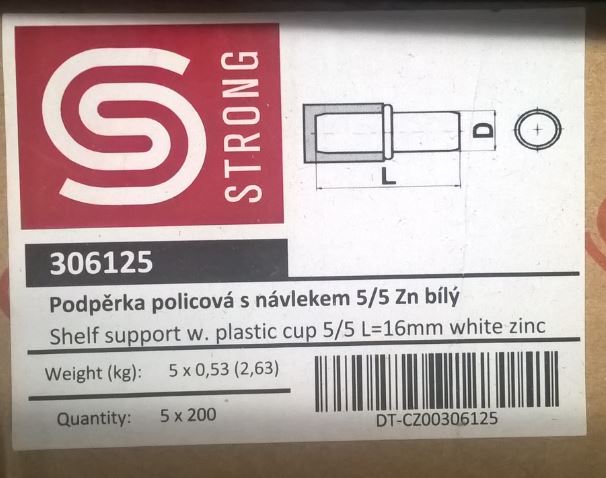 STRONG
L
D
306125
Podpěrka policová s návlekem 5/5 Zn bílý
Shelf support w. plastic cup 5/5 L=16mm white zinc
Weight (kg): 5 x 0,53 (2,63)
Quantity: 5 x 200
DT-CZ00306125